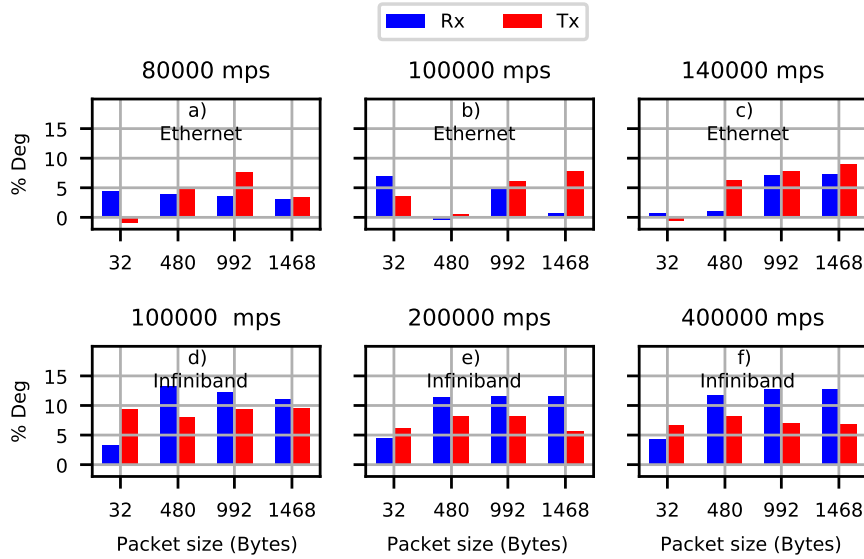 Rx Tx
80000 mps 100000 mps 140000 mps
a) b) c)
Ethernet Ethernet Ethernet
% Deg
15
10
5
0
32 480 992 1468 32 480 992 1468 32 480 992 1468
100000  mps 200000 mps 400000 mps
d) e) f)
Infiniband Infiniband Infiniband
% Deg
15
10
5
0
32 480 992 1468 32 480 992 1468 32 480 992 1468
Packet size (Bytes) Packet size (Bytes) Packet size (Bytes)